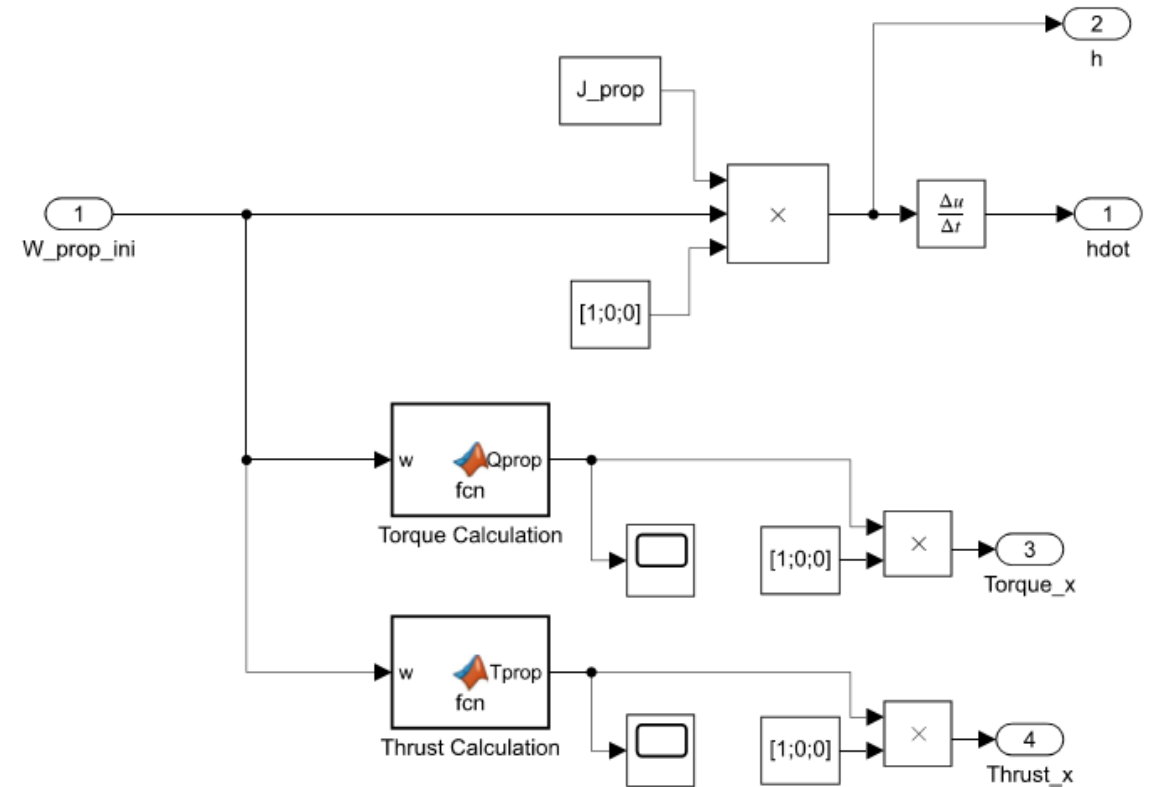 2
h
J_prop
1
W_prop_ini
×
Δu
Δt
1
hdot
[1;0;0]
w
Qprop
fcn
Torque Calculation
×
[1;0;0]
3
Torque_x
w
Tprop
fcn
Thrust Calculation
×
[1;0;0]
4
Thrust_x